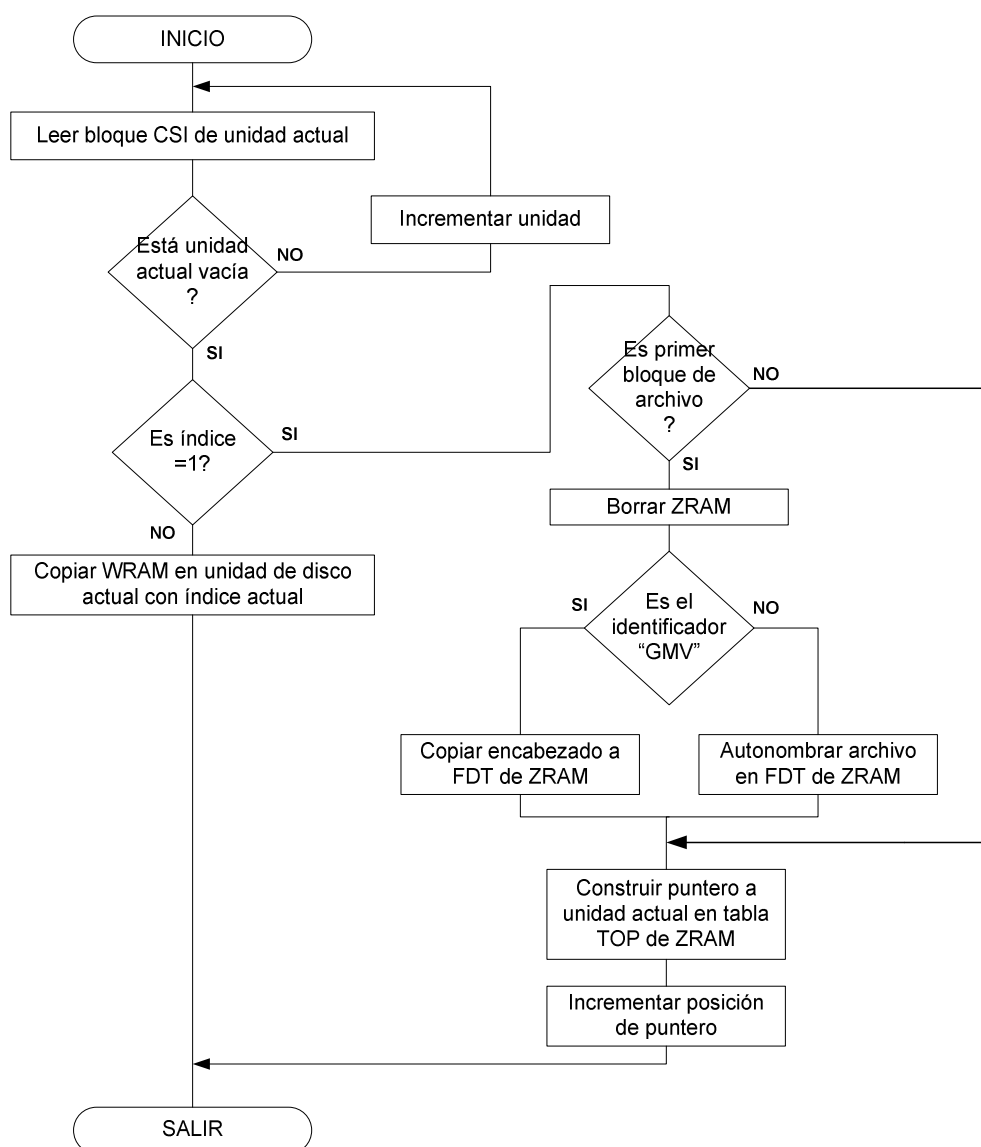 INICIO
Leer bloque CSI de unidad actual
Incrementar unidad
Está unidad
actual vacía
?
NO
SI
Es índice
=1?
SI
NO
Copiar WRAM en unidad de disco
actual con índice actual
Es primer
bloque de
archivo
?
NO
SI
Borrar ZRAM
Es el
identificador
“GMV”
SI
NO
Copiar encabezado a
FDT de ZRAM
Autonombrar archivo
en FDT de ZRAM
Construir puntero a
unidad actual en tabla
TOP de ZRAM
Incrementar posición
de puntero
SALIR